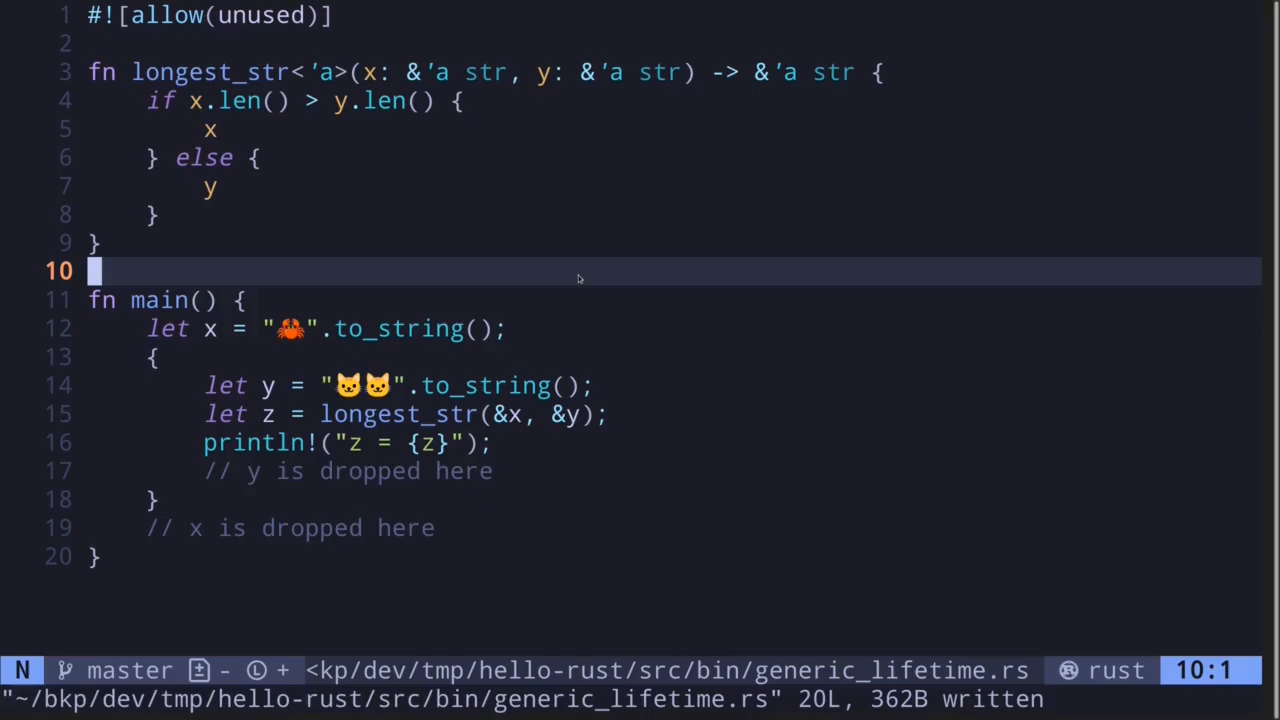 1 #![allow(unused)]
2
3 fn longest_str<'a>(x: &'a str, y: &'a str) -> &'a str {
4     if x.len() > y.len() {
5         x
6     } else {
7         y
8     }
9 }
10
11 fn main() {
12     let x = "🦀".to_string();
13     {
14         let y = "🐱🐱".to_string();
15         let z = longest_str(&x, &y);
16         println!("z = {z}");
17         // y is dropped here
18     }
19     // x is dropped here
20 }
N master - Ⓛ + <kp/dev/tmp/hello-rust/src/bin/generic_lifetime.rs rust 10:1
"~/bkp/dev/tmp/hello-rust/src/bin/generic_lifetime.rs" 20L, 362B written